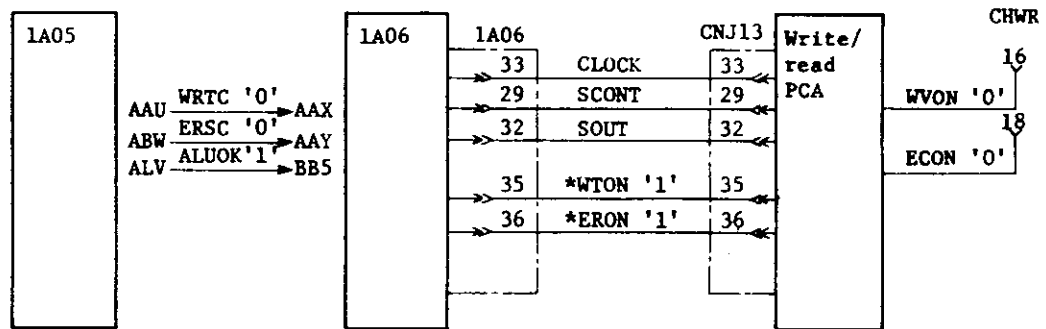 CHWR
1A05
1A06
1A06
CNJ13
Write/
read
PCA
16
33 CLOCK 33
WRTC '0'
29 SCONT 29
WVON '0'
AAU AAX
18
ERSC '0'
32 SOUT 32
ABW AAY
ALUOK'1'
ECON '0'
ALV BB5
35 *WTON '1' 35
36 *ERON '1' 36